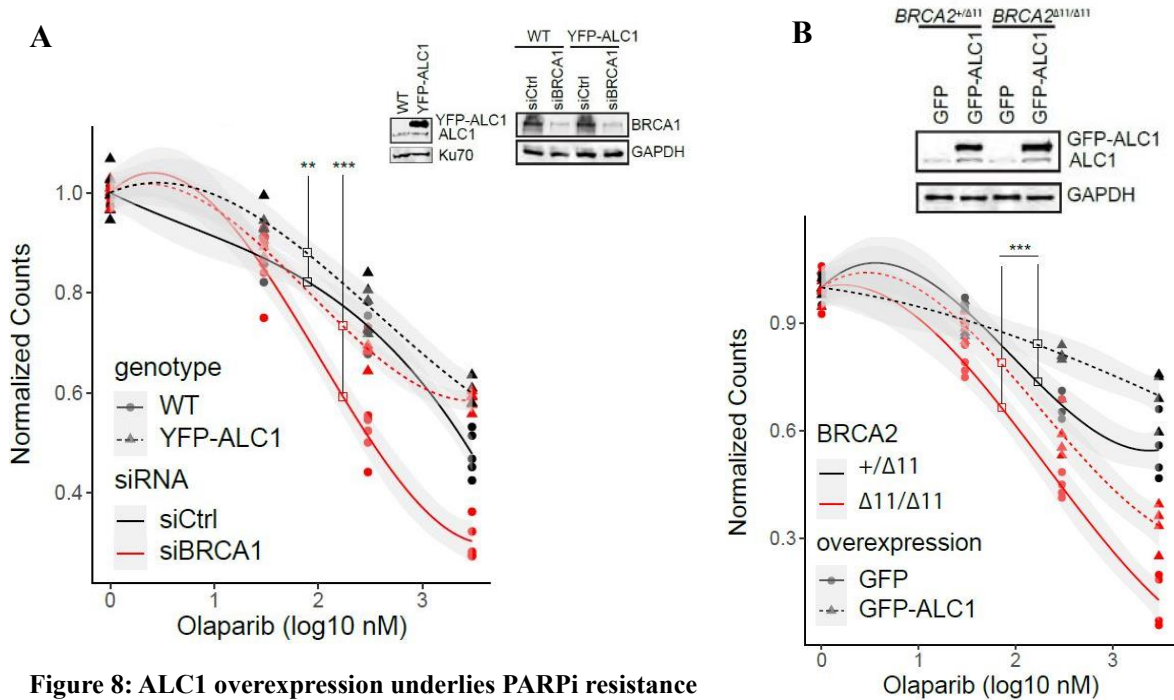 A
WT
YFP-ALC1
YFP-ALC1
ALC1
Ku70
WT YFP-ALC1
siCtrl
siBRCA1
siCtrl
siBRCA1
BRCA1
GAPDH
** ***
Normalized Counts
1.0
0.8
0.6
0.4
genotype
WT
YFP-ALC1
siRNA
siCtrl
siBRCA1
0 1 2 3
Olaparib (log10 nM)
B
BRCA2+/Δ11 BRCA2Δ11/Δ11
GFP
GFP-ALC1
GFP
GFP-ALC1
GFP-ALC1
ALC1
GAPDH
***
Normalized Counts
0.9
0.6
0.3
BRCA2
+/Δ11
Δ11/Δ11
overexpression
GFP
GFP-ALC1
0 1 2 3
Olaparib (log10 nM)
Figure 8: ALC1 overexpression underlies PARPi resistance